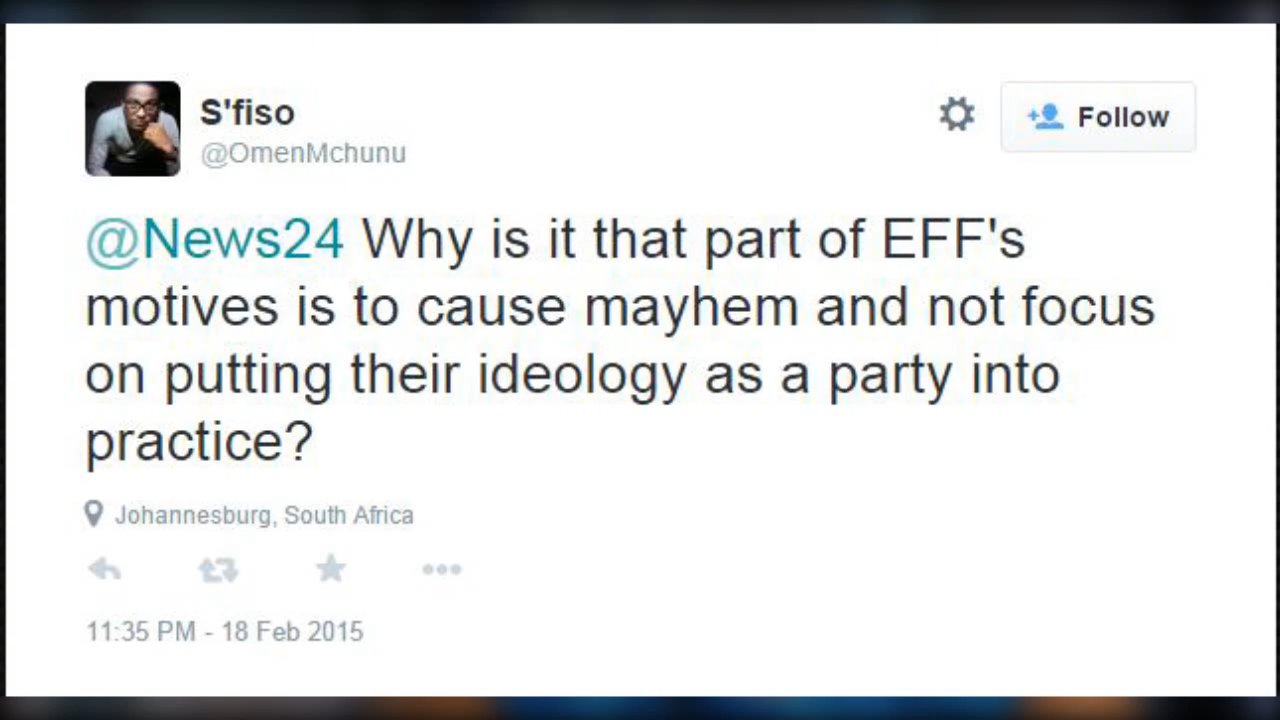 S'fiso
@OmenMchunu
Follow
@News24 Why is it that part of EFF's
motives is to cause mayhem and not focus
on putting their ideology as a party into
practice?
Johannesburg, South Africa
11:35 PM - 18 Feb 2015